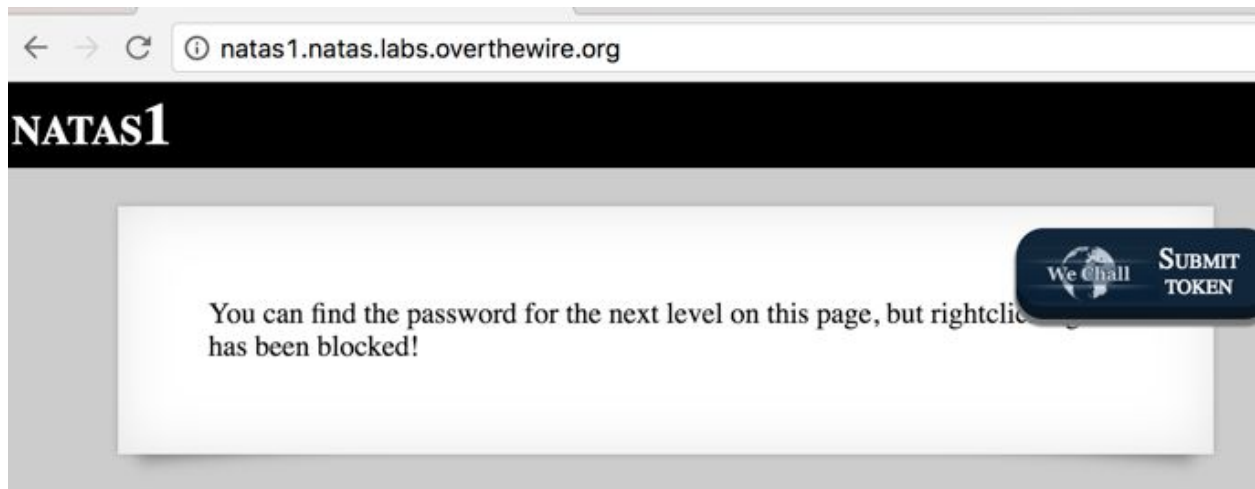 natas1.natas.labs.overthewire.org
NATAS1
We Chall
SUBMIT
TOKEN
You can find the password for the next level on this page, but
has been blocked!